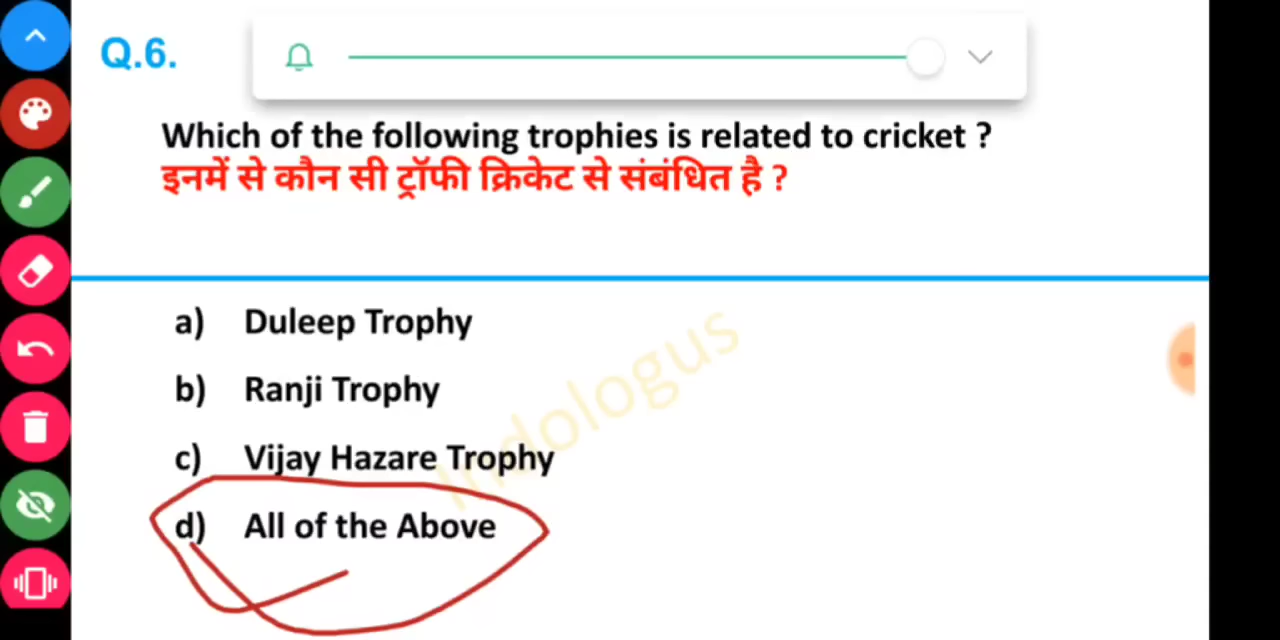 Q.6.
Which of the following trophies is related to cricket ?
इनमें से कौन सी ट्रॉफी क्रिकेट से संबंधित है ?
a) Duleep Trophy
b) Ranji Trophy
c) Vijay Hazare Trophy
d) All of the Above
Indologus